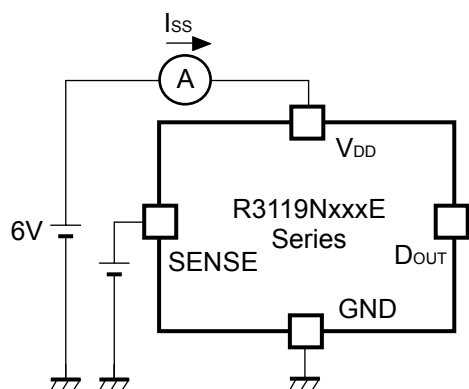 ISS
A
VDD
R3119NxxxE
Series
6V
SENSE
DOUT
GND